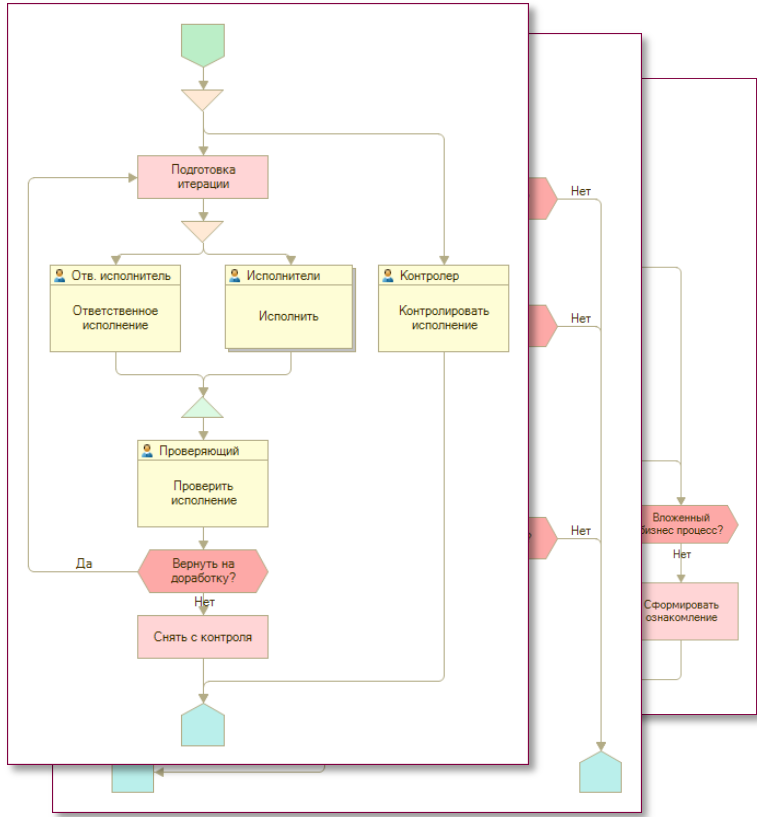 Подготовка
итерации
Отв. исполнитель
Ответственное
исполнение
Исполнители
Исполнить
Контролер
Контролировать
исполнение
Проверяющий
Проверить
исполнение
Да
Вернуть на
доработку?
Нет
Снять с контроля
Нет
Нет
?
Нет
Вложенный
бизнес процесс?
Нет
Сформировать
ознакомление